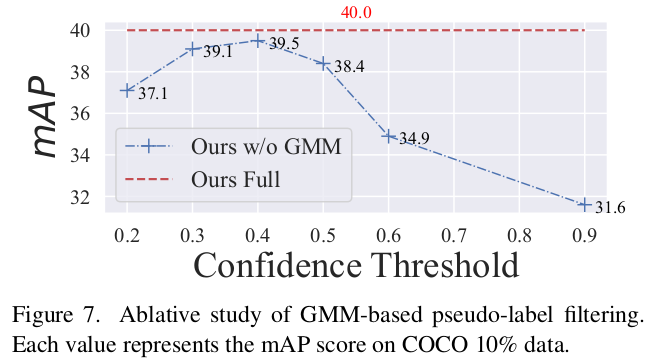 40.0
40
38
36
34
32
mAP
37.1
39.1
39.5
38.4
34.9
31.6
Ours w/o GMM
Ours Full
0.2 0.3 0.4 0.5 0.6 0.7 0.8 0.9
Confidence Threshold
Figure 7. Ablative study of GMM-based pseudo-label filtering.
Each value represents the mAP score on COCO 10% data.